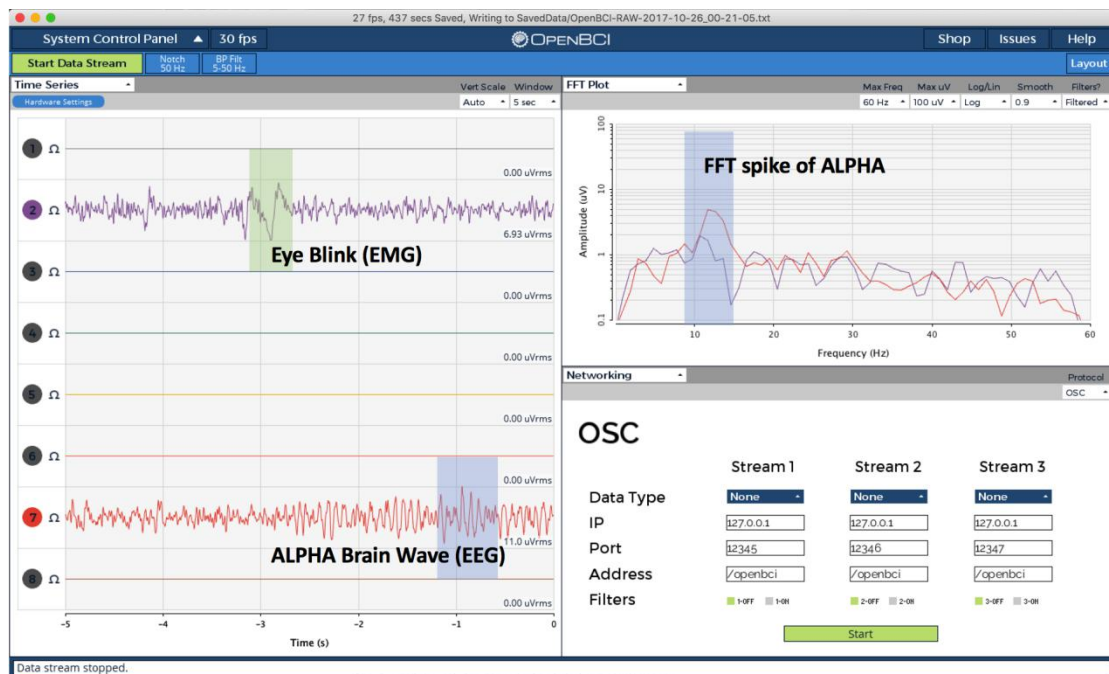 27 fps, 437 secs Saved, Writing to SavedData/OpenBCI-RAW-2017-10-26_00-21-05.txt
System Control Panel 30 fps OPENBCI Shop Issues Help
Start Data Stream Notch 50 Hz BP Filt 5-50 Hz Layout
Time Series Vert Scale Window
Hardware Settings Auto 5 sec
1 Ω
0.00 uVrms
2 Ω
6.93 uVrms
Eye Blink (EMG)
3 Ω
0.00 uVrms
4 Ω
0.00 uVrms
5 Ω
0.00 uVrms
6 Ω
0.00 uVrms
7 Ω
11.0 uVrms
ALPHA Brain Wave (EEG)
8 Ω
0.00 uVrms
-5 -4 -3 -2 -1 0
Time (s)
FFT Plot Max Freq Max uV Log/Lin Smooth Filters?
60 Hz 100 uV Log 0.9 Filtered
FFT spike of ALPHA
100
10
1
0.1
Amplitude (uV)
10 20 30 40 50 60
Frequency (Hz)
Networking Protocol
OSC
OSC
Stream 1 Stream 2 Stream 3
Data Type None None None
IP 127.0.0.1 127.0.0.1 127.0.0.1
Port 12345 12346 12347
Address /openbci /openbci /openbci
Filters 1-OFF 1-ON 2-OFF 2-ON 3-OFF 3-ON
Start
Data stream stopped.